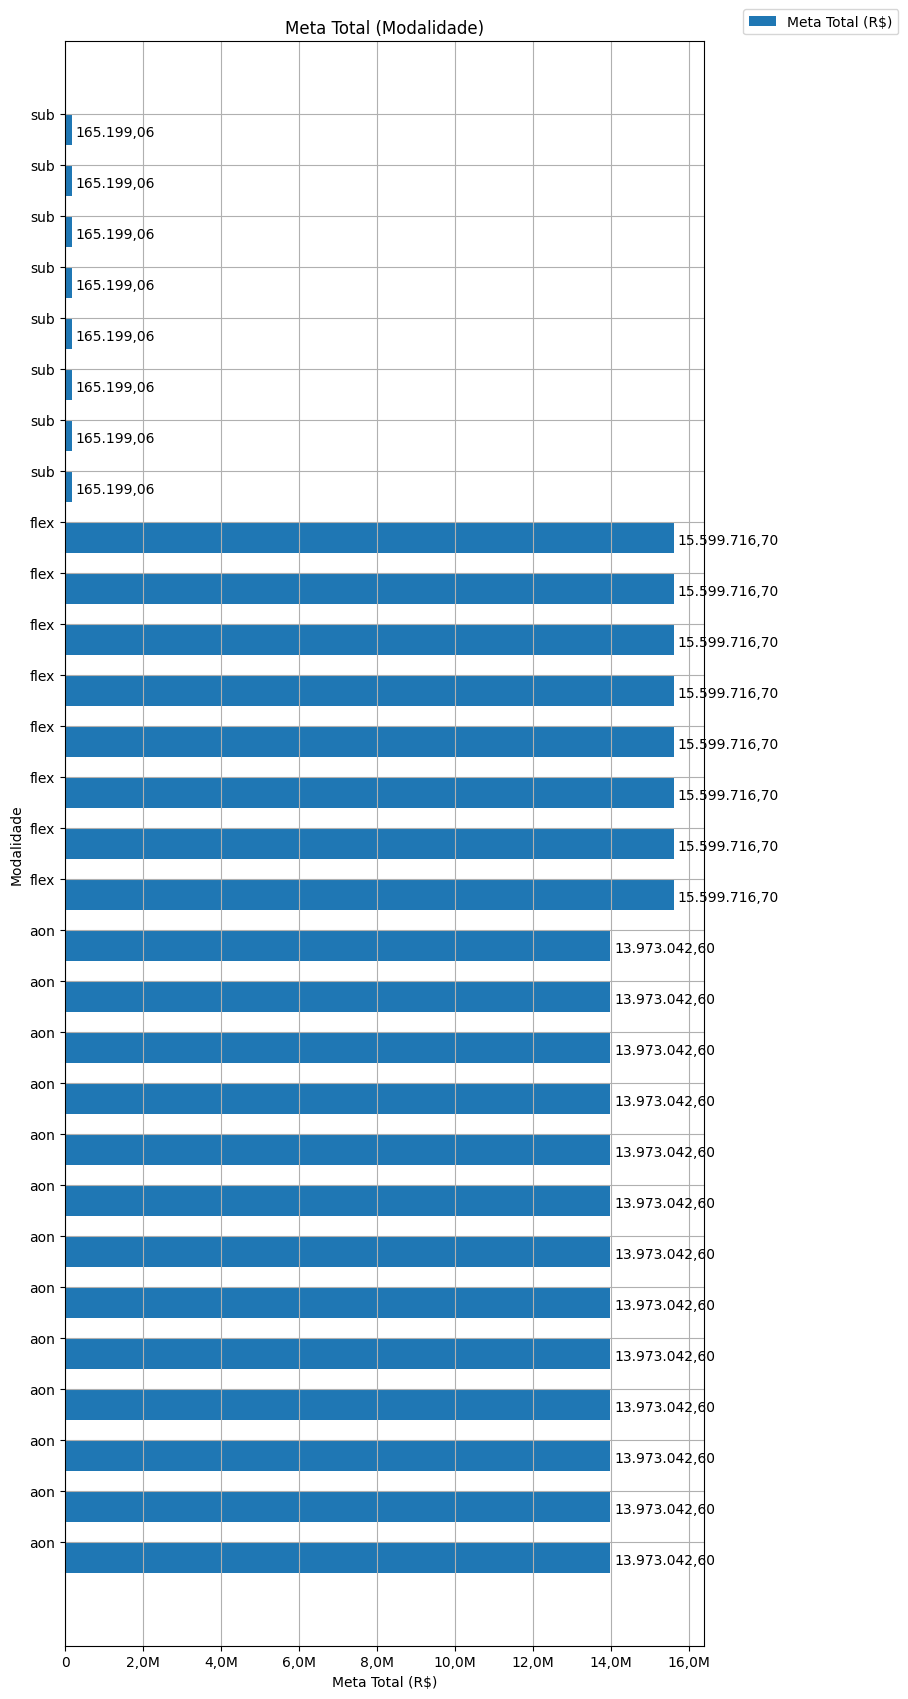 Meta Total (Modalidade)
Meta Total (R$)
sub
165.199,06
sub
165.199,06
sub
165.199,06
sub
165.199,06
sub
165.199,06
sub
165.199,06
sub
165.199,06
sub
165.199,06
flex
15.599.716,70
flex
15.599.716,70
flex
15.599.716,70
flex
15.599.716,70
flex
15.599.716,70
flex
15.599.716,70
flex
15.599.716,70
flex
15.599.716,70
aon
13.973.042,60
aon
13.973.042,60
aon
13.973.042,60
aon
13.973.042,60
aon
13.973.042,60
aon
13.973.042,60
aon
13.973.042,60
aon
13.973.042,60
aon
13.973.042,60
aon
13.973.042,60
aon
13.973.042,60
aon
13.973.042,60
aon
13.973.042,60
Modalidade
0 2,0M 4,0M 6,0M 8,0M 10,0M 12,0M 14,0M 16,0M
Meta Total (R$)